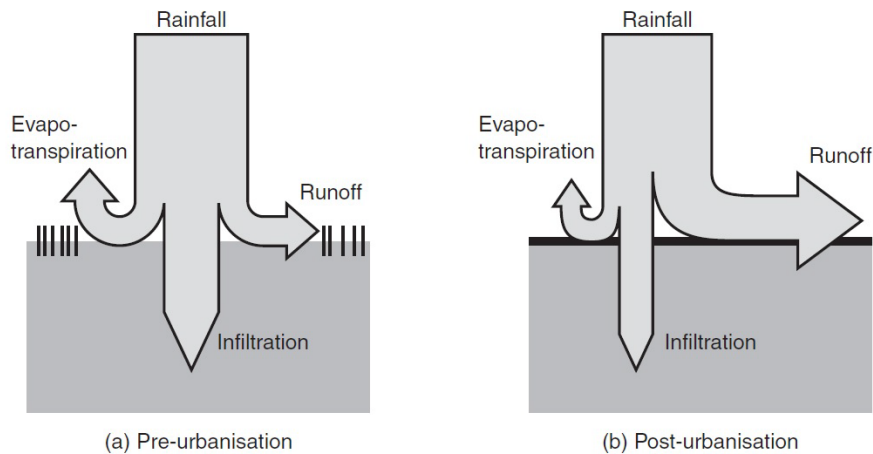 Rainfall
Evapo-
transpiration
Runoff
Infiltration
(a) Pre-urbanisation
Rainfall
Evapo-
transpiration
Runoff
Infiltration
(b) Post-urbanisation